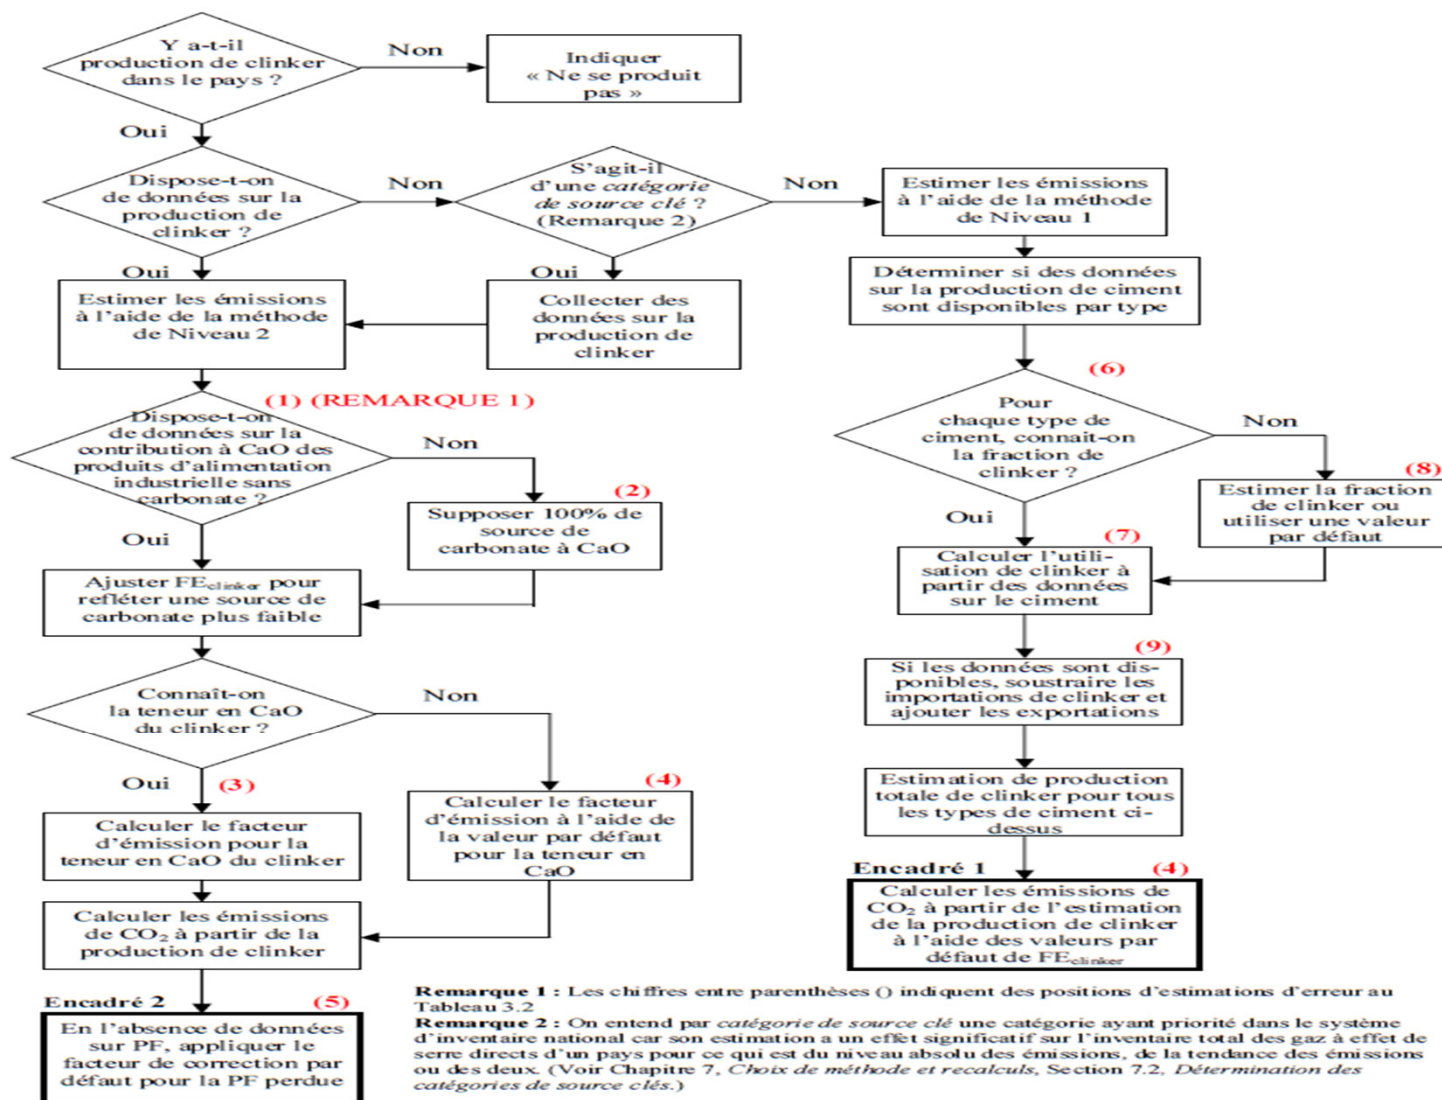 Y a-t-il
production de clinker
dans le pays ?
Non
Indiquer
« Ne se produit
pas »
Oui
Dispose-t-on
de données sur la
production de
clinker ?
Non
S'agit-il
d'une catégorie
de source clé ?
(Remarque 2)
Non
Estimer les émissions
à l'aide de la méthode
de Niveau 1
Oui
Estimer les émissions
à l'aide de la méthode
de Niveau 2
Oui
Collecter des
données sur la
production de
clinker
Déterminer si des données
sur la production de ciment
sont disponibles par type
(1) (REMARQUE 1)
Dispose-t-on
de données sur la
contribution à CaO des
produits d'alimentation
industrielle sans
carbonate ?
Non
(2)
Supposer 100% de
source de
carbonate à CaO
Oui
Ajuster FEclinker pour
refléter une source de
carbonate plus faible
Connaît-on
la teneur en CaO
du clinker ?
Non
Oui
(3)
Calculer le facteur
d'émission pour la
teneur en CaO du clinker
(4)
Calculer le facteur
d'émission à l'aide de
la valeur par défaut
pour la teneur en
CaO
Calculer les émissions
de CO₂ à partir de la
production de clinker
Encadré 2
(5)
En l'absence de données
sur PF, appliquer le
facteur de correction par
défaut pour la PF perdue
(6)
Pour
chaque type de
ciment, connait-on
la fraction de
clinker ?
Non
(8)
Estimer la fraction
de clinker ou
utiliser une valeur
par défaut
Oui
(7)
Calculer l'utili-
sation de clinker à
partir des données
sur le ciment
(9)
Si les données sont dis-
ponibles, soustraire les
importations de clinker et
ajouter les exportations
Estimation de production
totale de clinker pour tous
les types de ciment ci-
dessus
Encadré 1
(4)
Calculer les émissions de
CO₂ à partir de l'estimation
de la production de clinker
à l'aide des valeurs par
défaut de FEclinker
Remarque 1 : Les chiffres entre parenthèses () indiquent des positions d'estimations d'erreur au
Tableau 3.2
Remarque 2 : On entend par catégorie de source clé une catégorie ayant priorité dans le système
d'inventaire national car son estimation a un effet significatif sur l'inventaire total des gaz à effet de
serre directs d'un pays pour ce qui est du niveau absolu des émissions, de la tendance des émissions
ou des deux. (Voir Chapitre 7, Choix de méthode et recalculs, Section 7.2, Détermination des
catégories de source clés.)